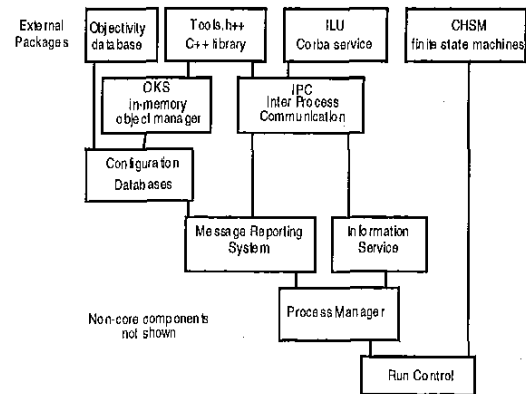 External
Packages
Objectivity
database
Tools.h++
C++ library
ILU
Corba service
CHSM
finite state machines
OKS
in-memory
object manager
IPC
Inter Process
Communication
Configuration
Databases
Message Reporting
System
Information
Service
Non-core components
not shown
Process Manager
Run Control